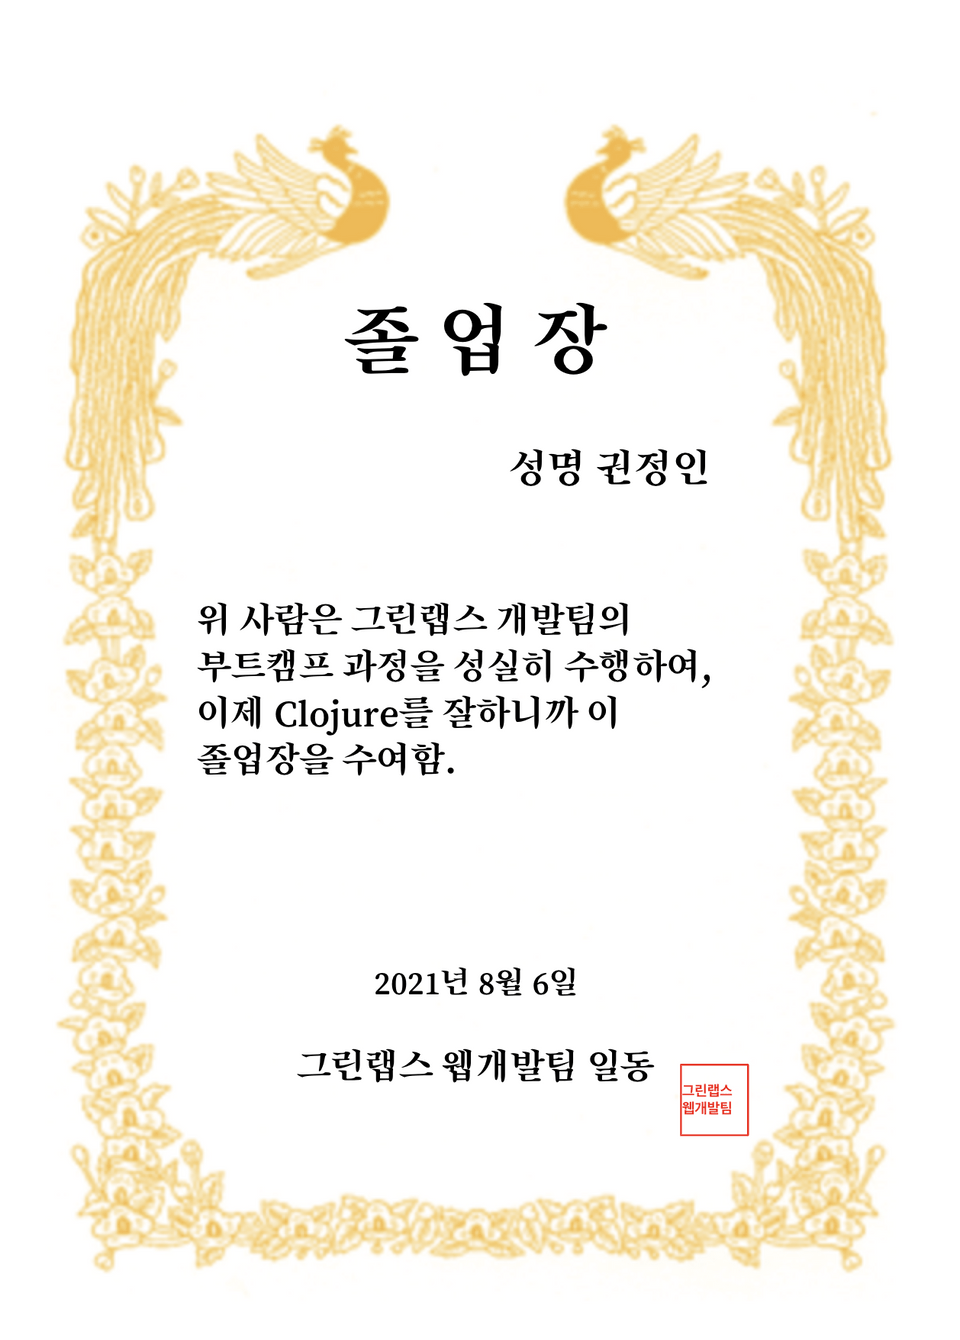 졸 업 장
성명 권정인
위 사람은 그린랩스 개발팀의
부트캠프 과정을 성실히 수행하여,
이제 Clojure를 잘하니까 이
졸업장을 수여함.
2021년 8월 6일
그린랩스 웹개발팀 일동
그린랩스
웹개발팀